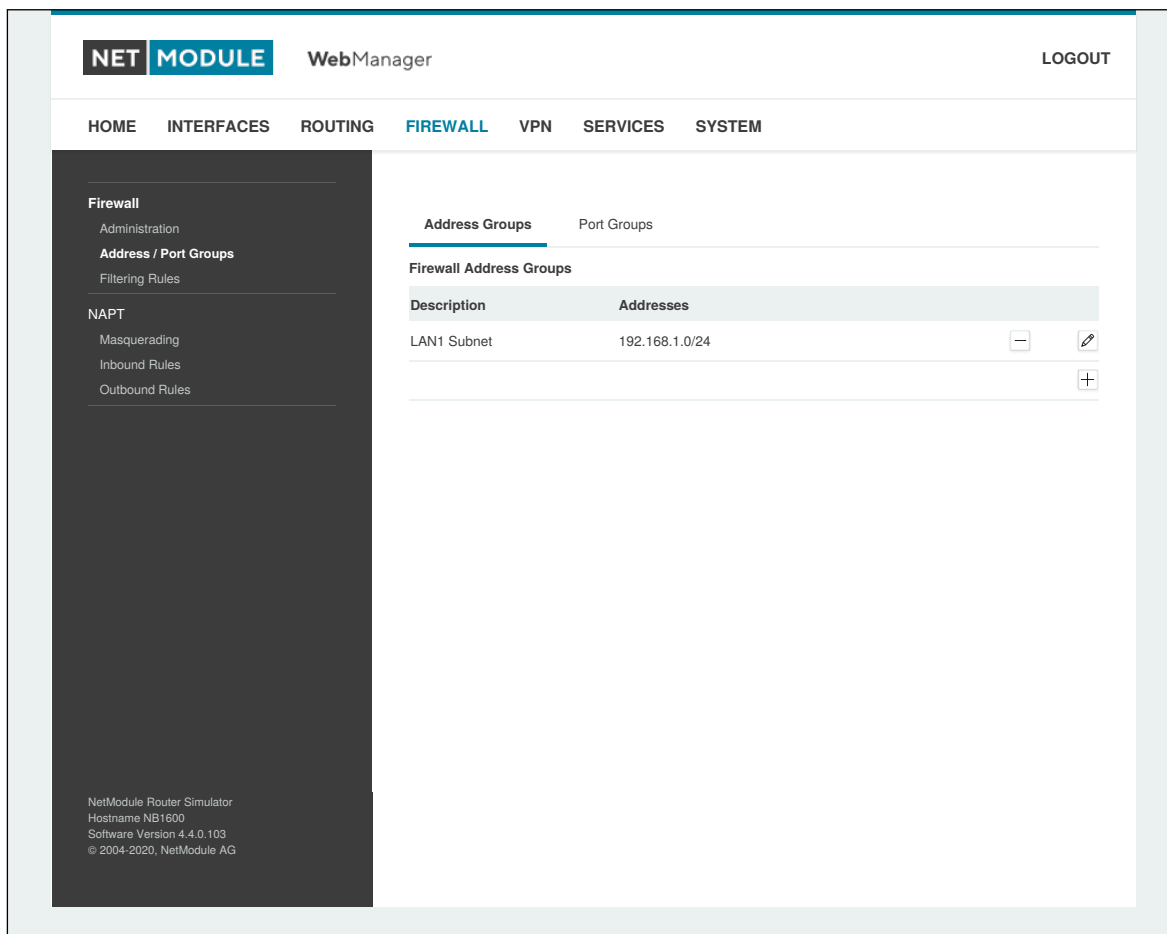 NET MODULE WebManager LOGOUT
HOME INTERFACES ROUTING FIREWALL VPN SERVICES SYSTEM
Firewall
Administration
Address / Port Groups
Filtering Rules
NAPT
Masquerading
Inbound Rules
Outbound Rules
Address Groups Port Groups
Firewall Address Groups
Description Addresses
LAN1 Subnet 192.168.1.0/24
NetModule Router Simulator
Hostname NB1600
Software Version 4.4.0.103
© 2004-2020, NetModule AG